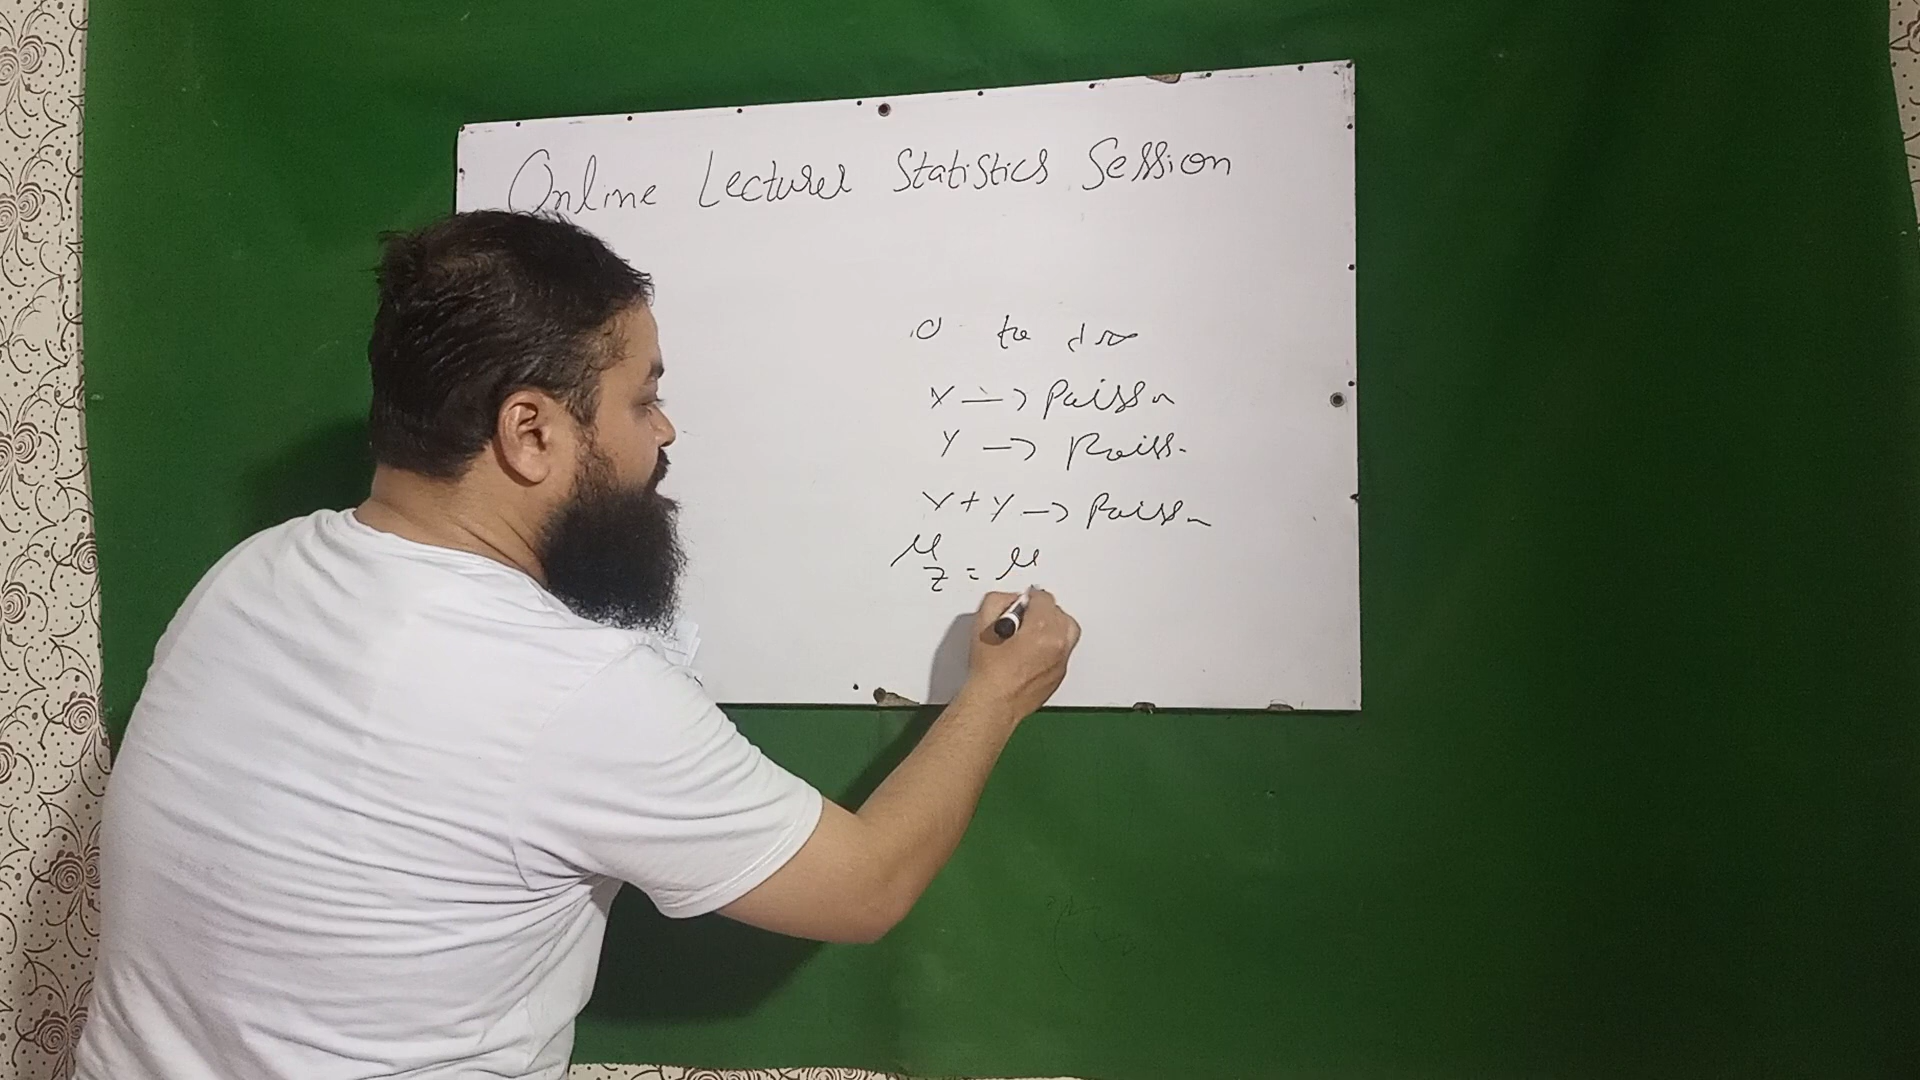 Online Lecturer Statistics Session
0 to +∞
X → Poisson
Y → Poiss.
X + Y → Poisson
μz = μ